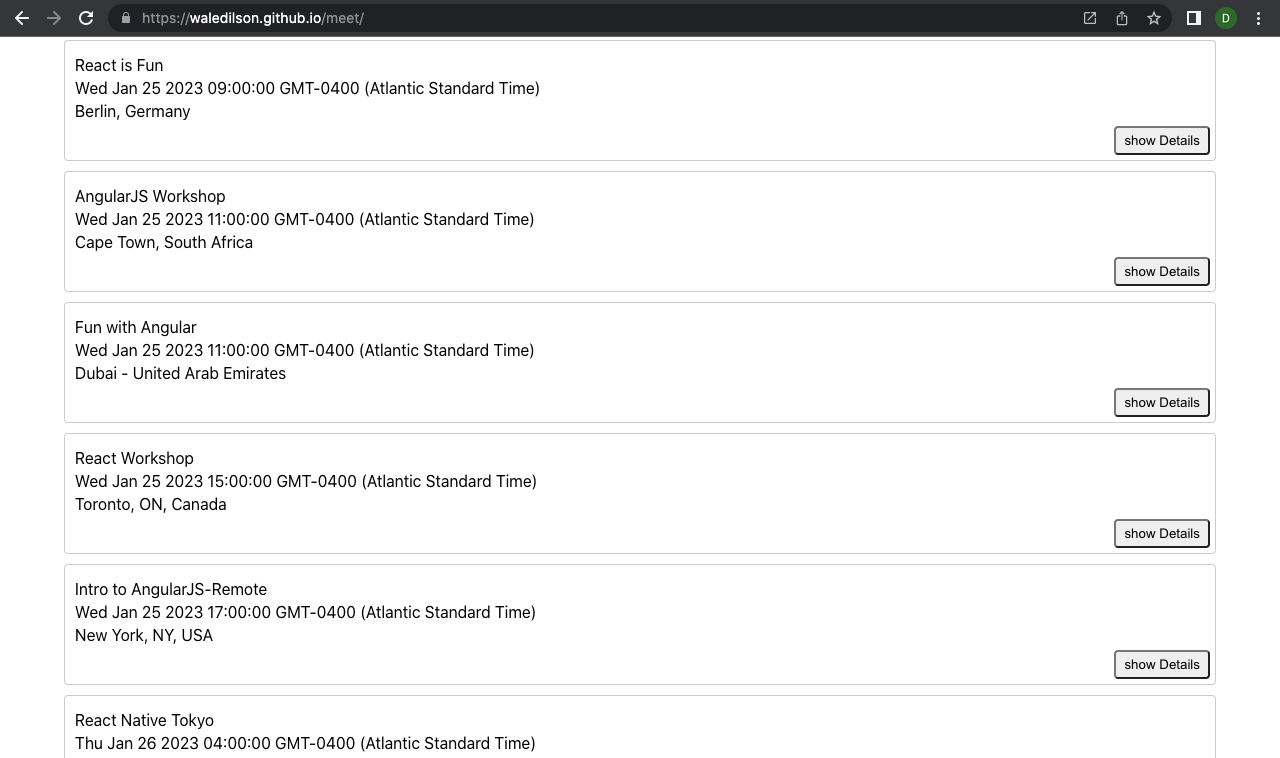 https://waledilson.github.io/meet/
D
React is Fun
Wed Jan 25 2023 09:00:00 GMT-0400 (Atlantic Standard Time)
Berlin, Germany
show Details
AngularJS Workshop
Wed Jan 25 2023 11:00:00 GMT-0400 (Atlantic Standard Time)
Cape Town, South Africa
show Details
Fun with Angular
Wed Jan 25 2023 11:00:00 GMT-0400 (Atlantic Standard Time)
Dubai - United Arab Emirates
show Details
React Workshop
Wed Jan 25 2023 15:00:00 GMT-0400 (Atlantic Standard Time)
Toronto, ON, Canada
show Details
Intro to AngularJS-Remote
Wed Jan 25 2023 17:00:00 GMT-0400 (Atlantic Standard Time)
New York, NY, USA
show Details
React Native Tokyo
Thu Jan 26 2023 04:00:00 GMT-0400 (Atlantic Standard Time)